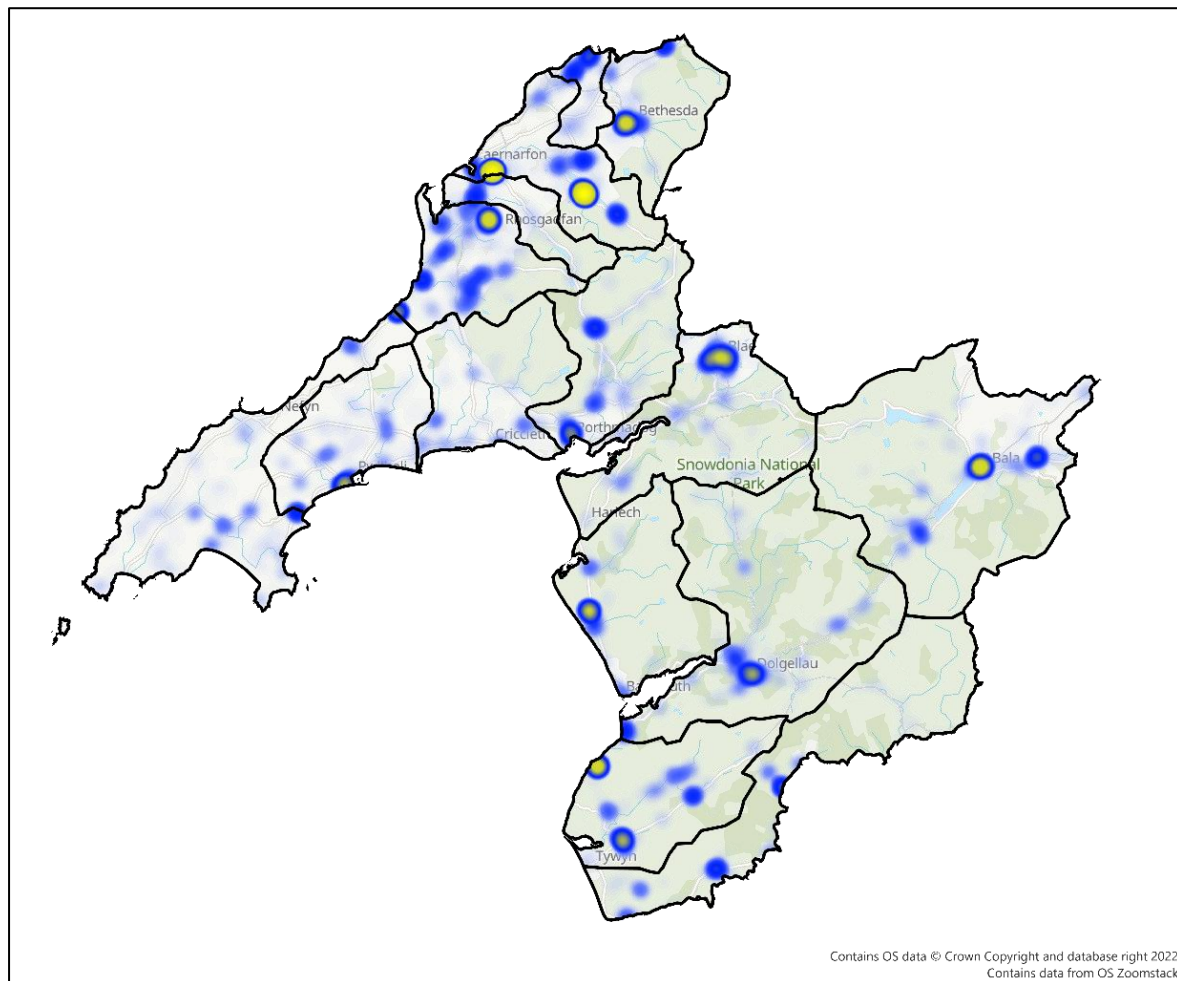 Bethesda
Caernarfon
Rhosgadfan
Blae
Nefyn
Criccieth
Porthmadog
Bala
Snowdonia National
Park
Harlech
Dolgellau
Tywyn
Contains OS data © Crown Copyright and database right 2022
Contains data from OS Zoomstack